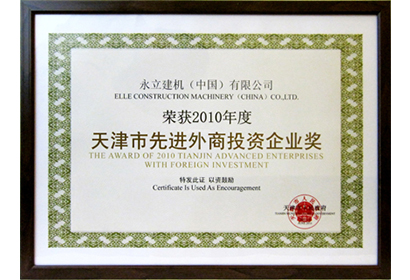 永立建机（中国）有限公司
ELLE CONSTRUCTION MACHINERY (CHINA) CO.,LTD.
荣获2010年度
天津市先进外商投资企业奖
THE AWARD OF 2010 TIANJIN ADVANCED ENTERPRISES
WITH FOREIGN INVESTMENT
特发此证 以资鼓励
Certificate Is Used As Encouragement